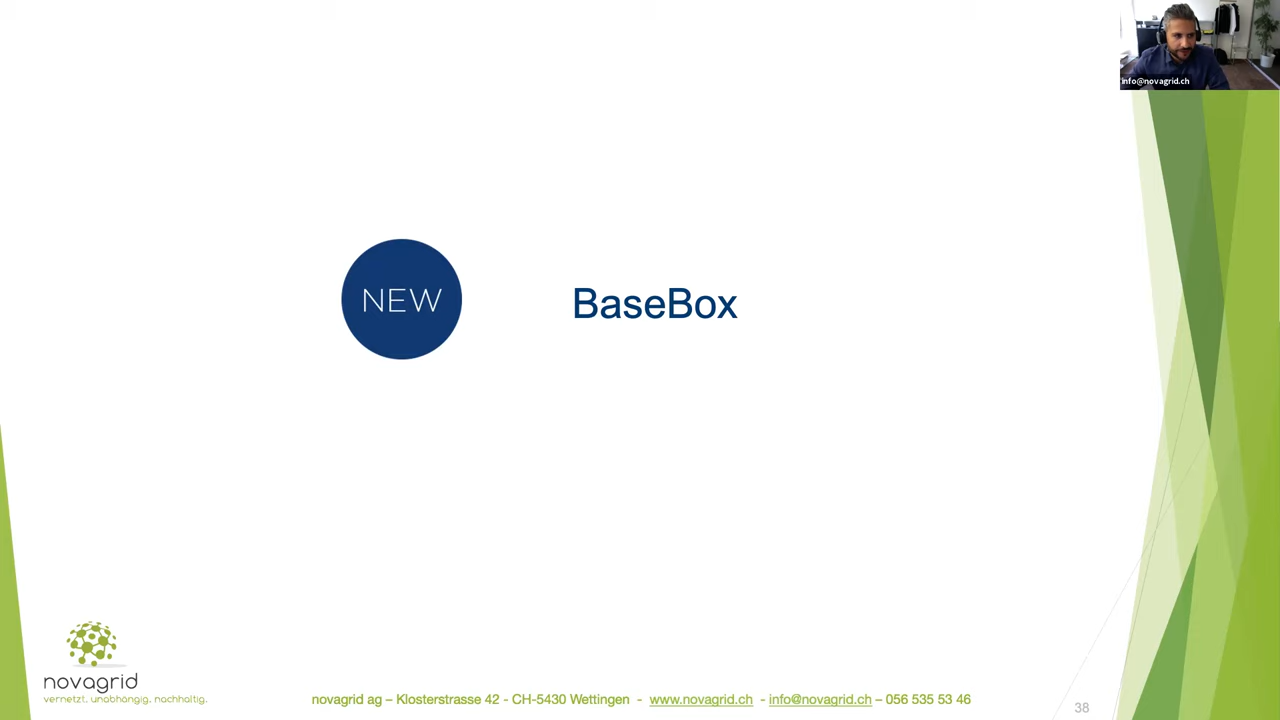 info@novagrid.ch
NEW
BaseBox
novagrid
vernetzt, unabhängig, nachhaltig.
novagrid ag – Klosterstrasse 42 - CH-5430 Wettingen - www.novagrid.ch - info@novagrid.ch – 056 535 53 46
38